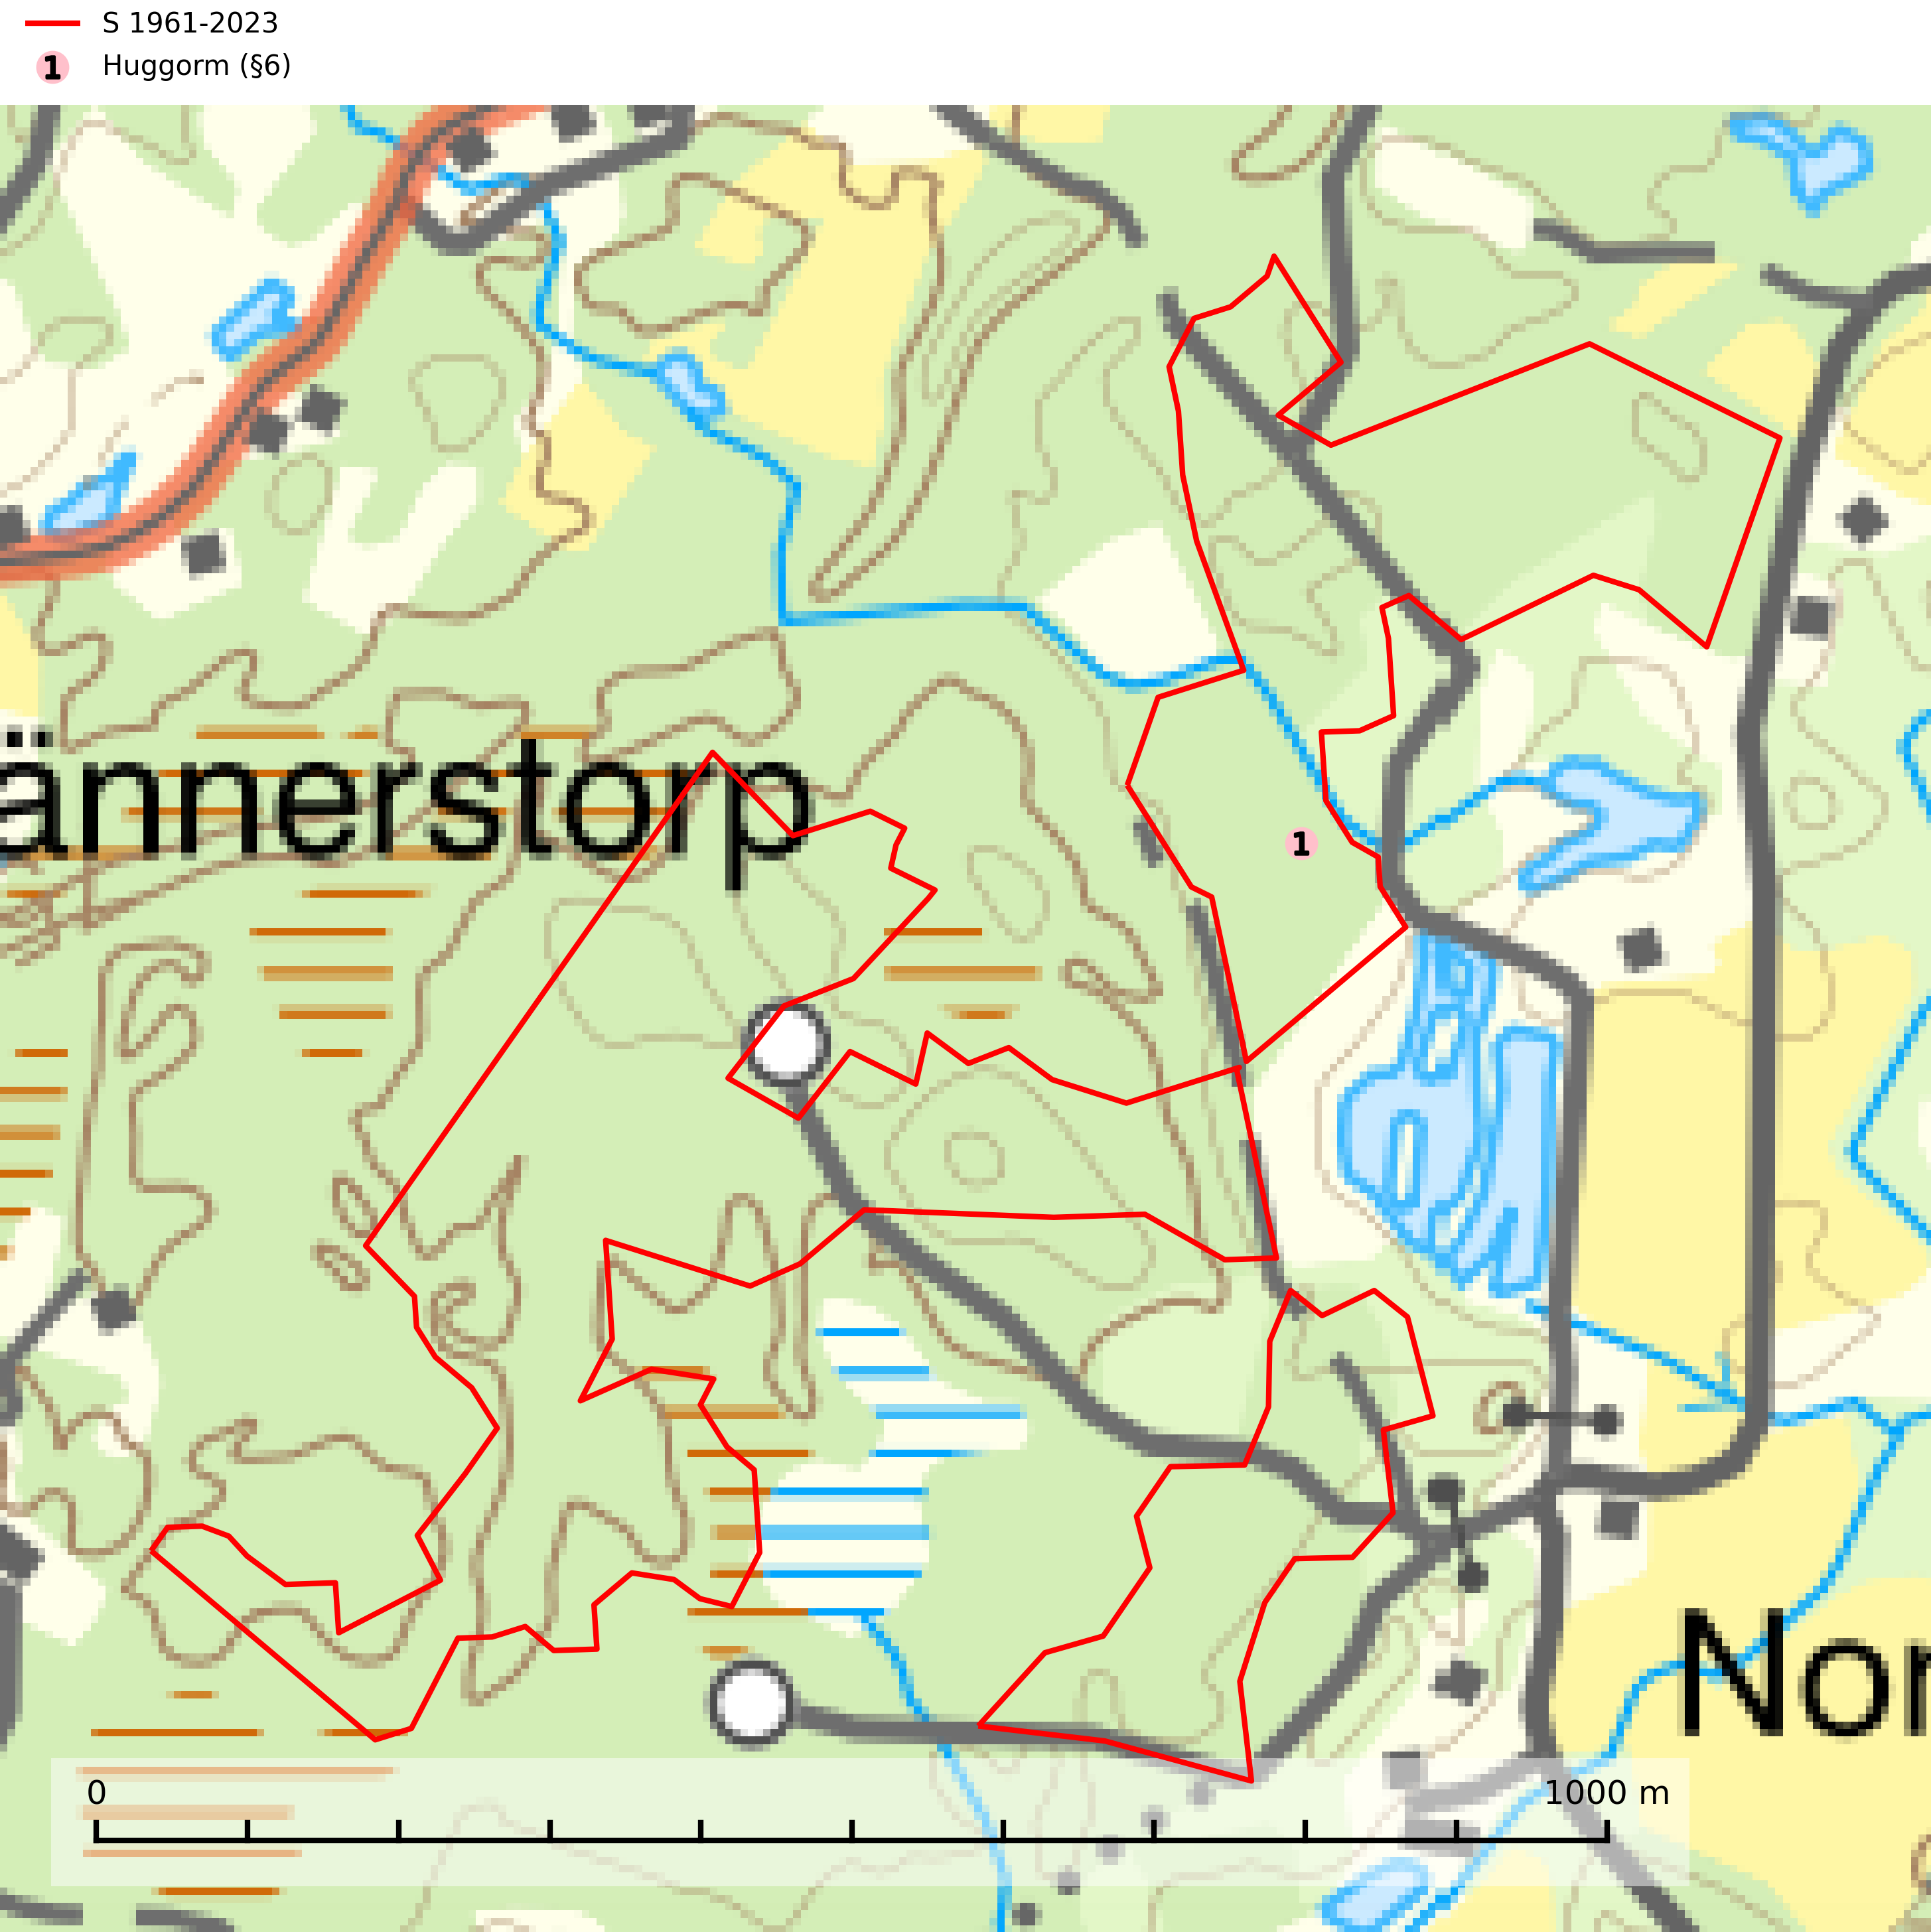 S 1961-2023
1 Huggorm (§6)
ännerstorp
1
Nor
0 1000 m